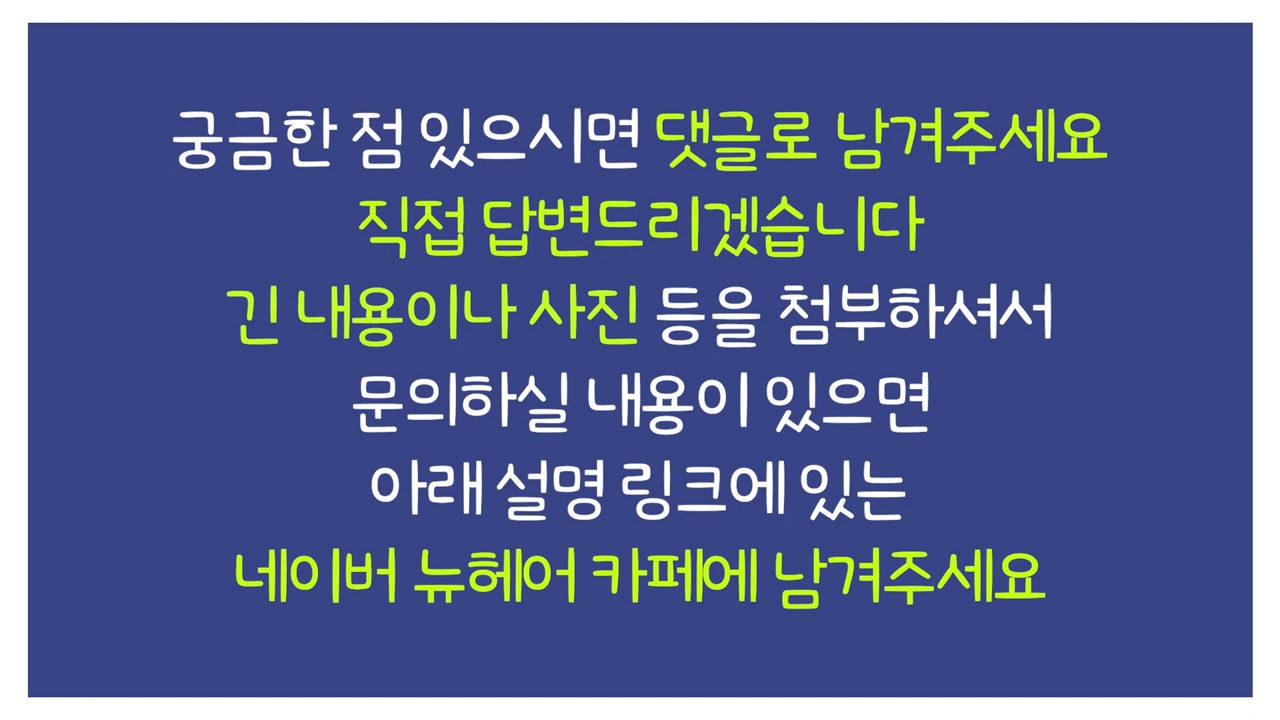 궁금한 점 있으시면 댓글로 남겨주세요
직접 답변드리겠습니다
긴 내용이나 사진 등을 첨부하셔서
문의하실 내용이 있으면
아래 설명 링크에 있는
네이버 뉴헤어 카페에 남겨주세요